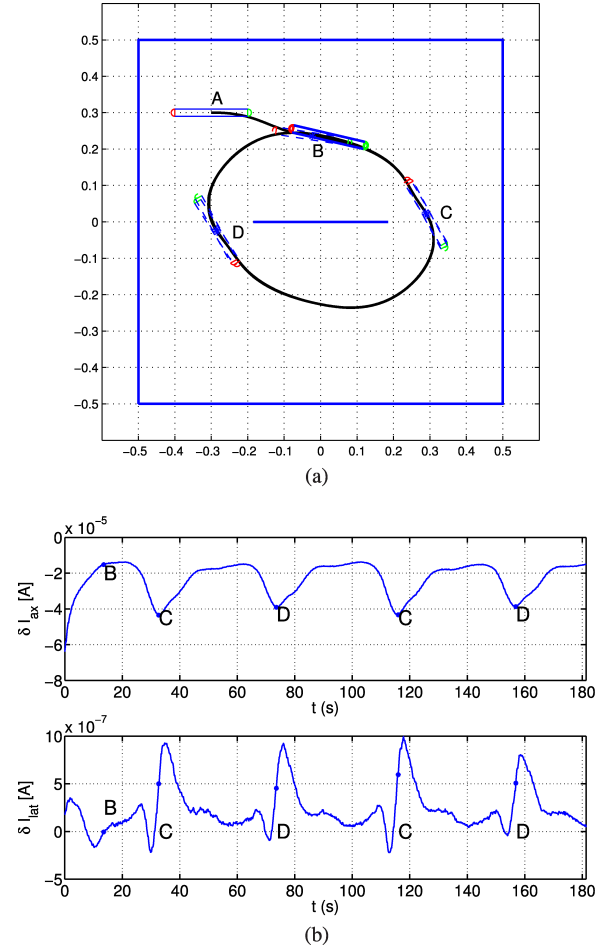 0.5
0.4
0.3
0.2
0.1
0
−0.1
−0.2
−0.3
−0.4
−0.5
A
B
C
D
−0.5 −0.4 −0.3 −0.2 −0.1 0 0.1 0.2 0.3 0.4 0.5
(a)
x 10⁻⁵
0
−2
−4
−6
−8
δ Iax [A]
B C D C D
0 20 40 60 80 100 120 140 160 180
t (s)
x 10⁻⁷
10
5
0
−5
δ Ilat [A]
B C D C D
0 20 40 60 80 100 120 140 160 180
t (s)
(b)